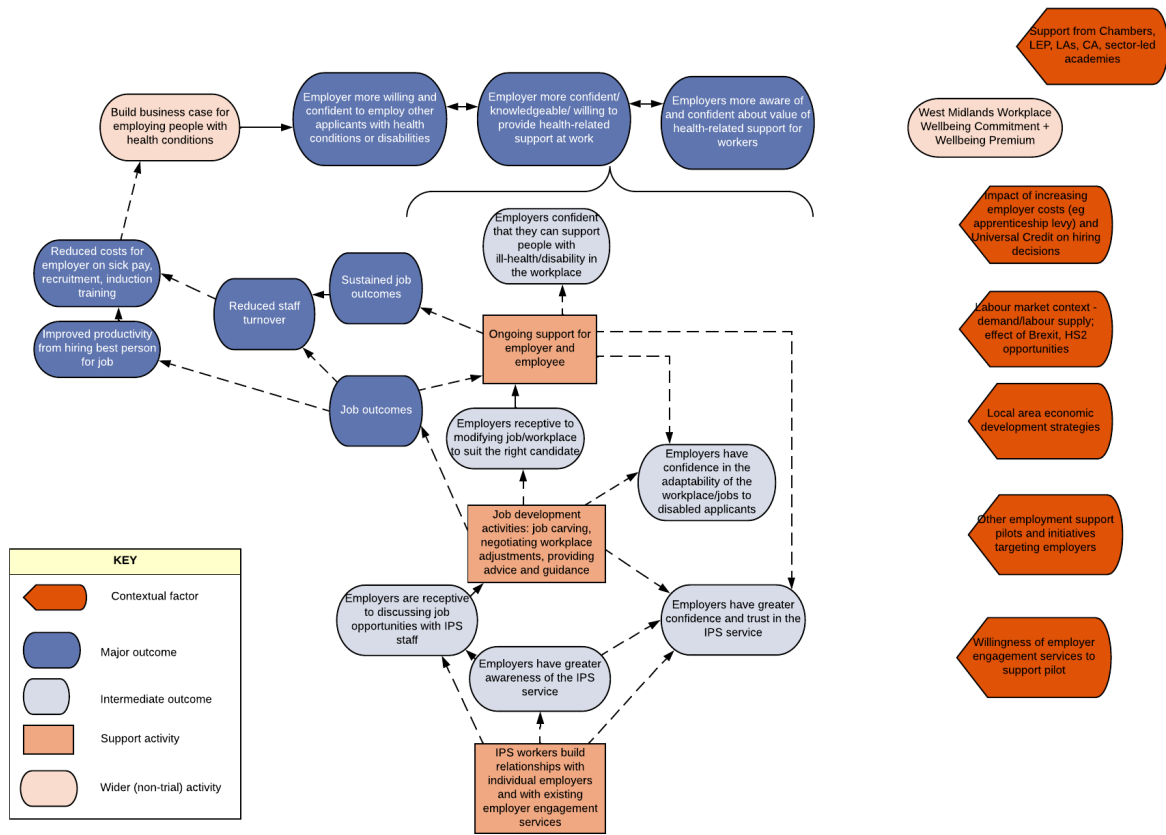 Support from Chambers,
LEP, LAs, CA, sector-led
academies
Build business case for
employing people with
health conditions
Employer more willing and
confident to employ other
applicants with health
conditions or disabilities
Employer more confident/
knowledgeable/ willing to
provide health-related
support at work
Employers more aware of
and confident about value of
health-related support for
workers
West Midlands Workplace
Wellbeing Commitment +
Wellbeing Premium
Impact of increasing
employer costs (eg
apprenticeship levy) and
Universal Credit on hiring
decisions
Employers confident
that they can support
people with
ill-health/disability in
the workplace
Reduced costs for
employer on sick pay,
recruitment, induction
training
Sustained job
outcomes
Reduced staff
turnover
Improved productivity
from hiring best person
for job
Ongoing support for
employer and
employee
Labour market context -
demand/labour supply;
effect of Brexit, HS2
opportunities
Job outcomes
Employers receptive to
modifying job/workplace
to suit the right candidate
Local area economic
development strategies
Employers have
confidence in the
adaptability of the
workplace/jobs to
disabled applicants
Job development
activities: job carving,
negotiating workplace
adjustments, providing
advice and guidance
Other employment support
pilots and initiatives
targeting employers
Employers are receptive
to discussing job
opportunities with IPS
staff
Employers have greater
confidence and trust in the
IPS service
Employers have greater
awareness of the IPS
service
Willingness of employer
engagement services to
support pilot
IPS workers build
relationships with
individual employers
and with existing
employer engagement
services
KEY
Contextual factor
Major outcome
Intermediate outcome
Support activity
Wider (non-trial) activity